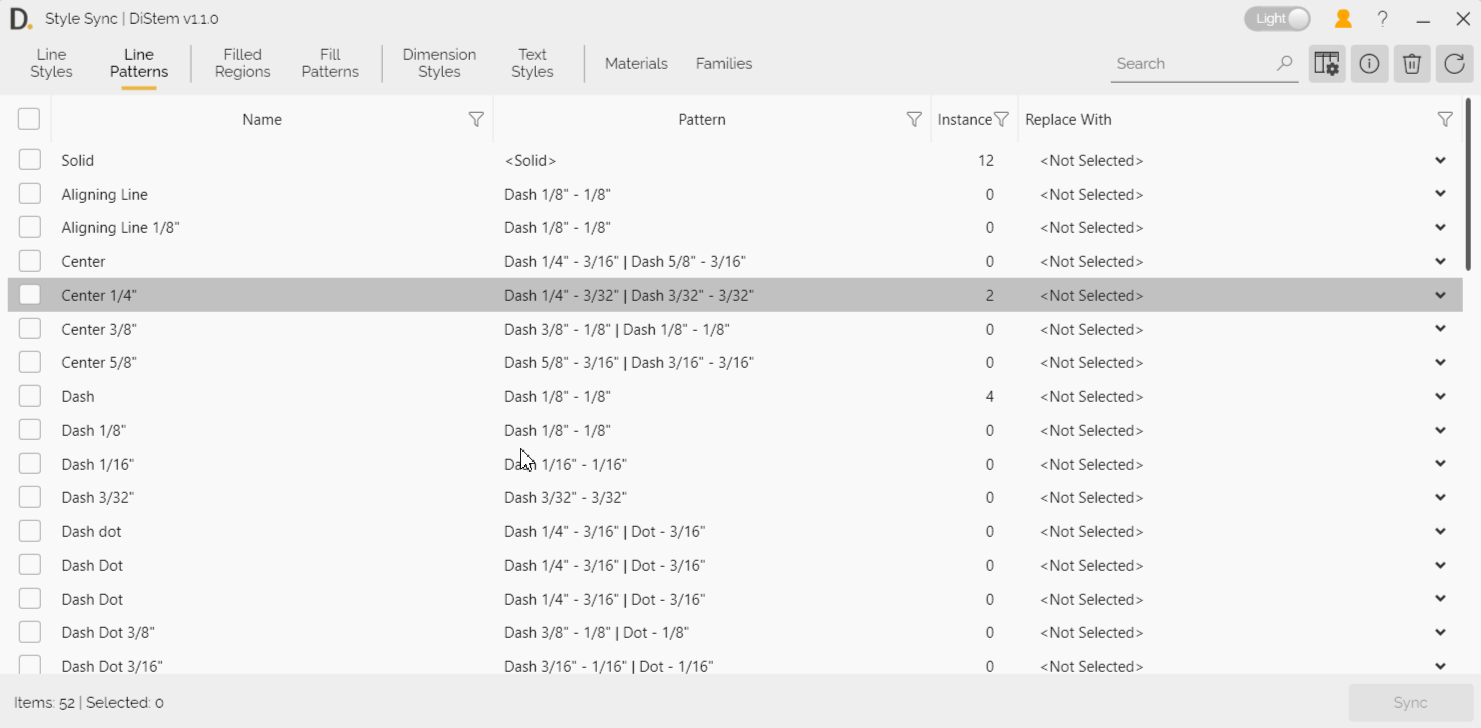 D. Style Sync | DiStem v1.1.0 Light ?
Line Styles Line Patterns Filled Regions Fill Patterns Dimension Styles Text Styles Materials Families Search
Name Pattern Instance Replace With
Solid <Solid> 12 <Not Selected>
Aligning Line Dash 1/8" - 1/8" 0 <Not Selected>
Aligning Line 1/8" Dash 1/8" - 1/8" 0 <Not Selected>
Center Dash 1/4" - 3/16" | Dash 5/8" - 3/16" 0 <Not Selected>
Center 1/4" Dash 1/4" - 3/32" | Dash 3/32" - 3/32" 2 <Not Selected>
Center 3/8" Dash 3/8" - 1/8" | Dash 1/8" - 1/8" 0 <Not Selected>
Center 5/8" Dash 5/8" - 3/16" | Dash 3/16" - 3/16" 0 <Not Selected>
Dash Dash 1/8" - 1/8" 4 <Not Selected>
Dash 1/8" Dash 1/8" - 1/8" 0 <Not Selected>
Dash 1/16" Dash 1/16" - 1/16" 0 <Not Selected>
Dash 3/32" Dash 3/32" - 3/32" 0 <Not Selected>
Dash dot Dash 1/4" - 3/16" | Dot - 3/16" 0 <Not Selected>
Dash Dot Dash 1/4" - 3/16" | Dot - 3/16" 0 <Not Selected>
Dash Dot Dash 1/4" - 3/16" | Dot - 3/16" 0 <Not Selected>
Dash Dot 3/8" Dash 3/8" - 1/8" | Dot - 1/8" 0 <Not Selected>
Dash Dot 3/16" Dash 3/16" - 1/16" | Dot - 1/16" 0 <Not Selected>
Items: 52 | Selected: 0 Sync